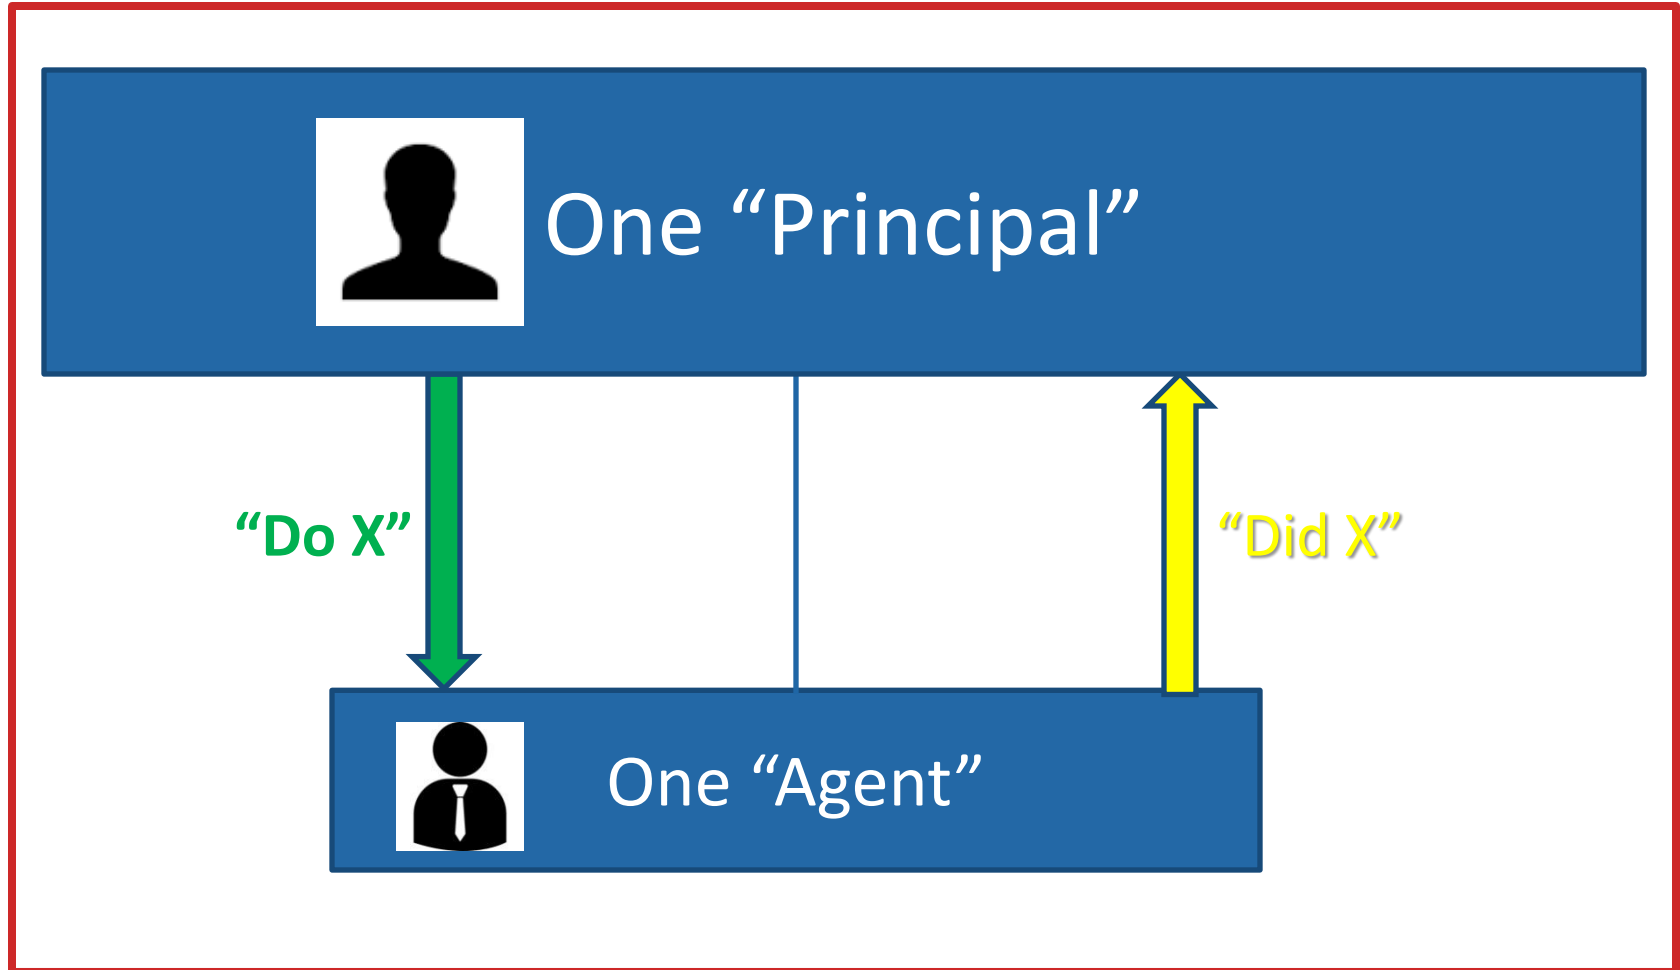 One “Principal”
“Do X”
“Did X”
One “Agent”